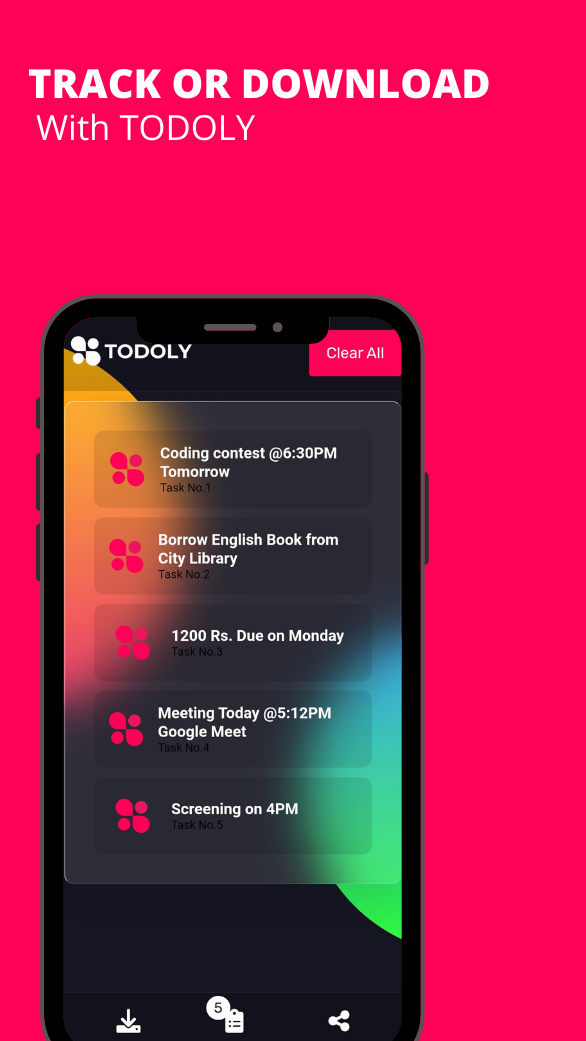 TRACK OR DOWNLOAD
With TODOLY
TODOLY
Clear All
Coding contest @6:30PM
Tomorrow
Task No.1
Borrow English Book from
City Library
Task No.2
1200 Rs. Due on Monday
Task No.3
Meeting Today @5:12PM
Google Meet
Task No.4
Screening on 4PM
Task No.5
5